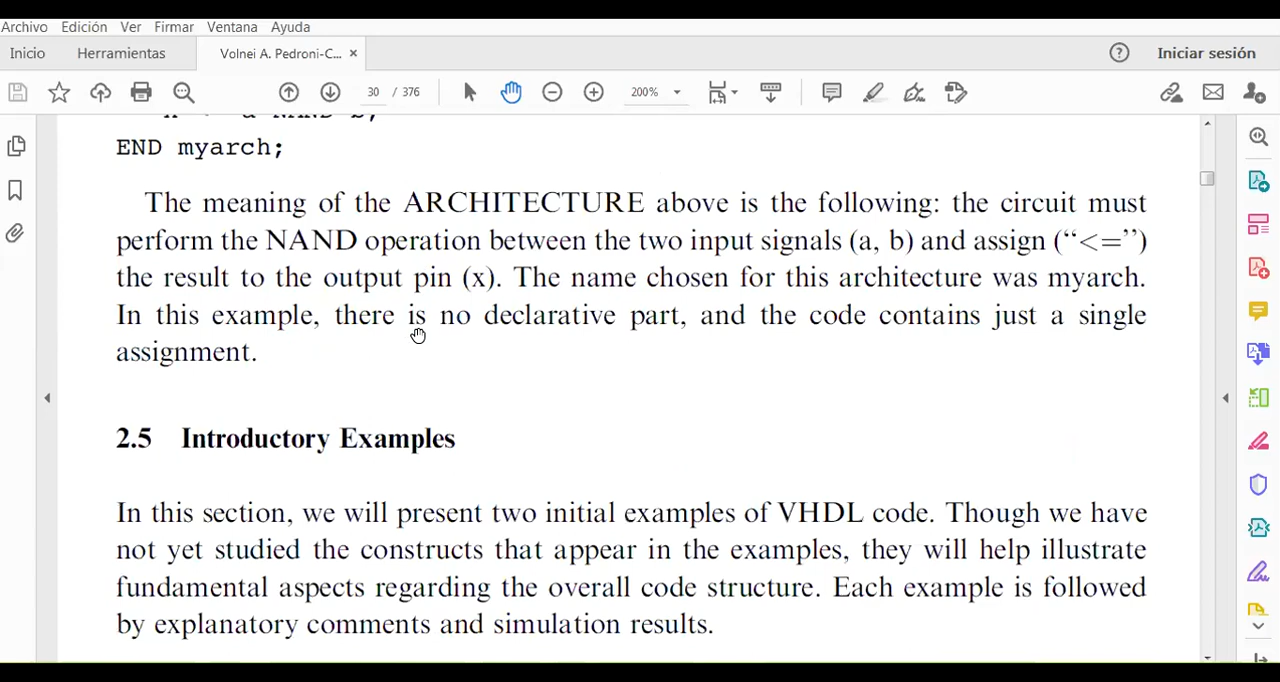 Archivo Edición Ver Firmar Ventana Ayuda
Inicio Herramientas Volnei A. Pedroni-C... × ? Iniciar sesión
30 / 376 200%
END myarch;
The meaning of the ARCHITECTURE above is the following: the circuit must
perform the NAND operation between the two input signals (a, b) and assign (“<=”)
the result to the output pin (x). The name chosen for this architecture was myarch.
In this example, there is no declarative part, and the code contains just a single
assignment.
2.5 Introductory Examples
In this section, we will present two initial examples of VHDL code. Though we have
not yet studied the constructs that appear in the examples, they will help illustrate
fundamental aspects regarding the overall code structure. Each example is followed
by explanatory comments and simulation results.